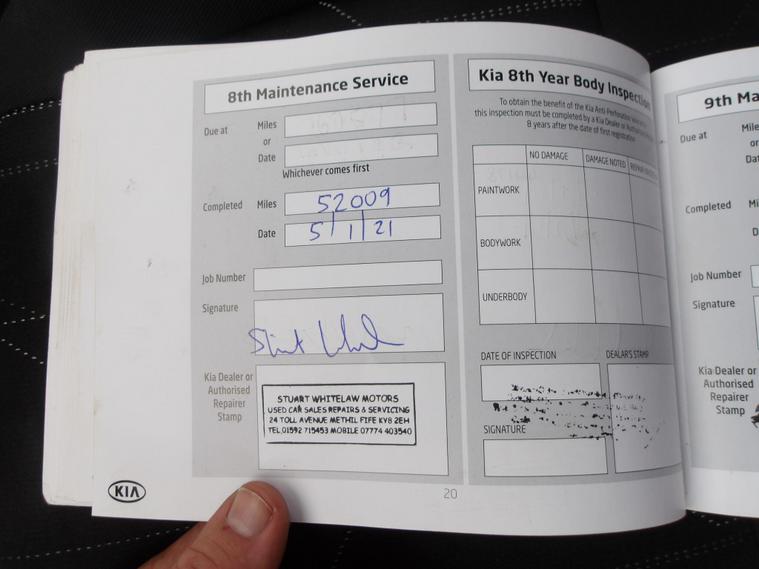 8th Maintenance Service
Due at
Miles
or
Date
Whichever comes first
Completed
Miles
52009
Date
5/1/21
Job Number
Signature
Kia Dealer or
Authorised
Repairer
Stamp
STUART WHITELAW MOTORS
USED CAR SALES REPAIRS & SERVICING
24 TOLL AVENUE METHIL FIFE KY8 2EH
TEL 01592 715453 MOBILE 07774 403540
KIA
20
Kia 8th Year Body Inspection
To obtain the benefit of the Kia Anti-Perforation
this inspection must be completed by a Kia Dealer or
8 years after the date of first registration
NO DAMAGE
DAMAGE NOTED
PAINTWORK
BODYWORK
UNDERBODY
DATE OF INSPECTION
DEALAR'S STAMP
SIGNATURE
9th Ma
Due at
Mile
or
Dat
Completed
Mi
D
Job Number
Signature
Kia Dealer or
Authorised
Repairer
Stamp